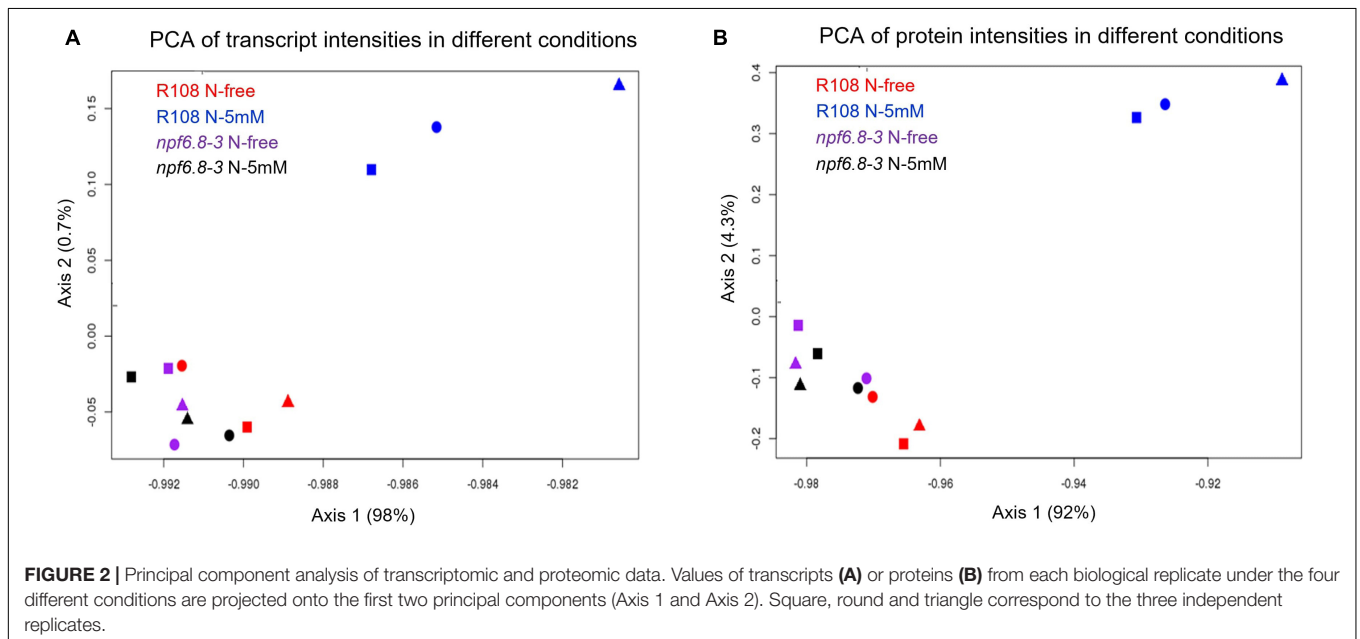 A
PCA of transcript intensities in different conditions
R108 N-free
R108 N-5mM
npf6.8-3 N-free
npf6.8-3 N-5mM
0.15
0.10
0.05
0.00
-0.05
Axis 2 (0.7%)
-0.992 -0.990 -0.988 -0.986 -0.984 -0.982
Axis 1 (98%)
B
PCA of protein intensities in different conditions
R108 N-free
R108 N-5mM
npf6.8-3 N-free
npf6.8-3 N-5mM
0.4
0.3
0.2
0.1
0.0
-0.1
-0.2
Axis 2 (4.3%)
-0.98 -0.96 -0.94 -0.92
Axis 1 (92%)
FIGURE 2 | Principal component analysis of transcriptomic and proteomic data. Values of transcripts (A) or proteins (B) from each biological replicate under the four
different conditions are projected onto the first two principal components (Axis 1 and Axis 2). Square, round and triangle correspond to the three independent
replicates.